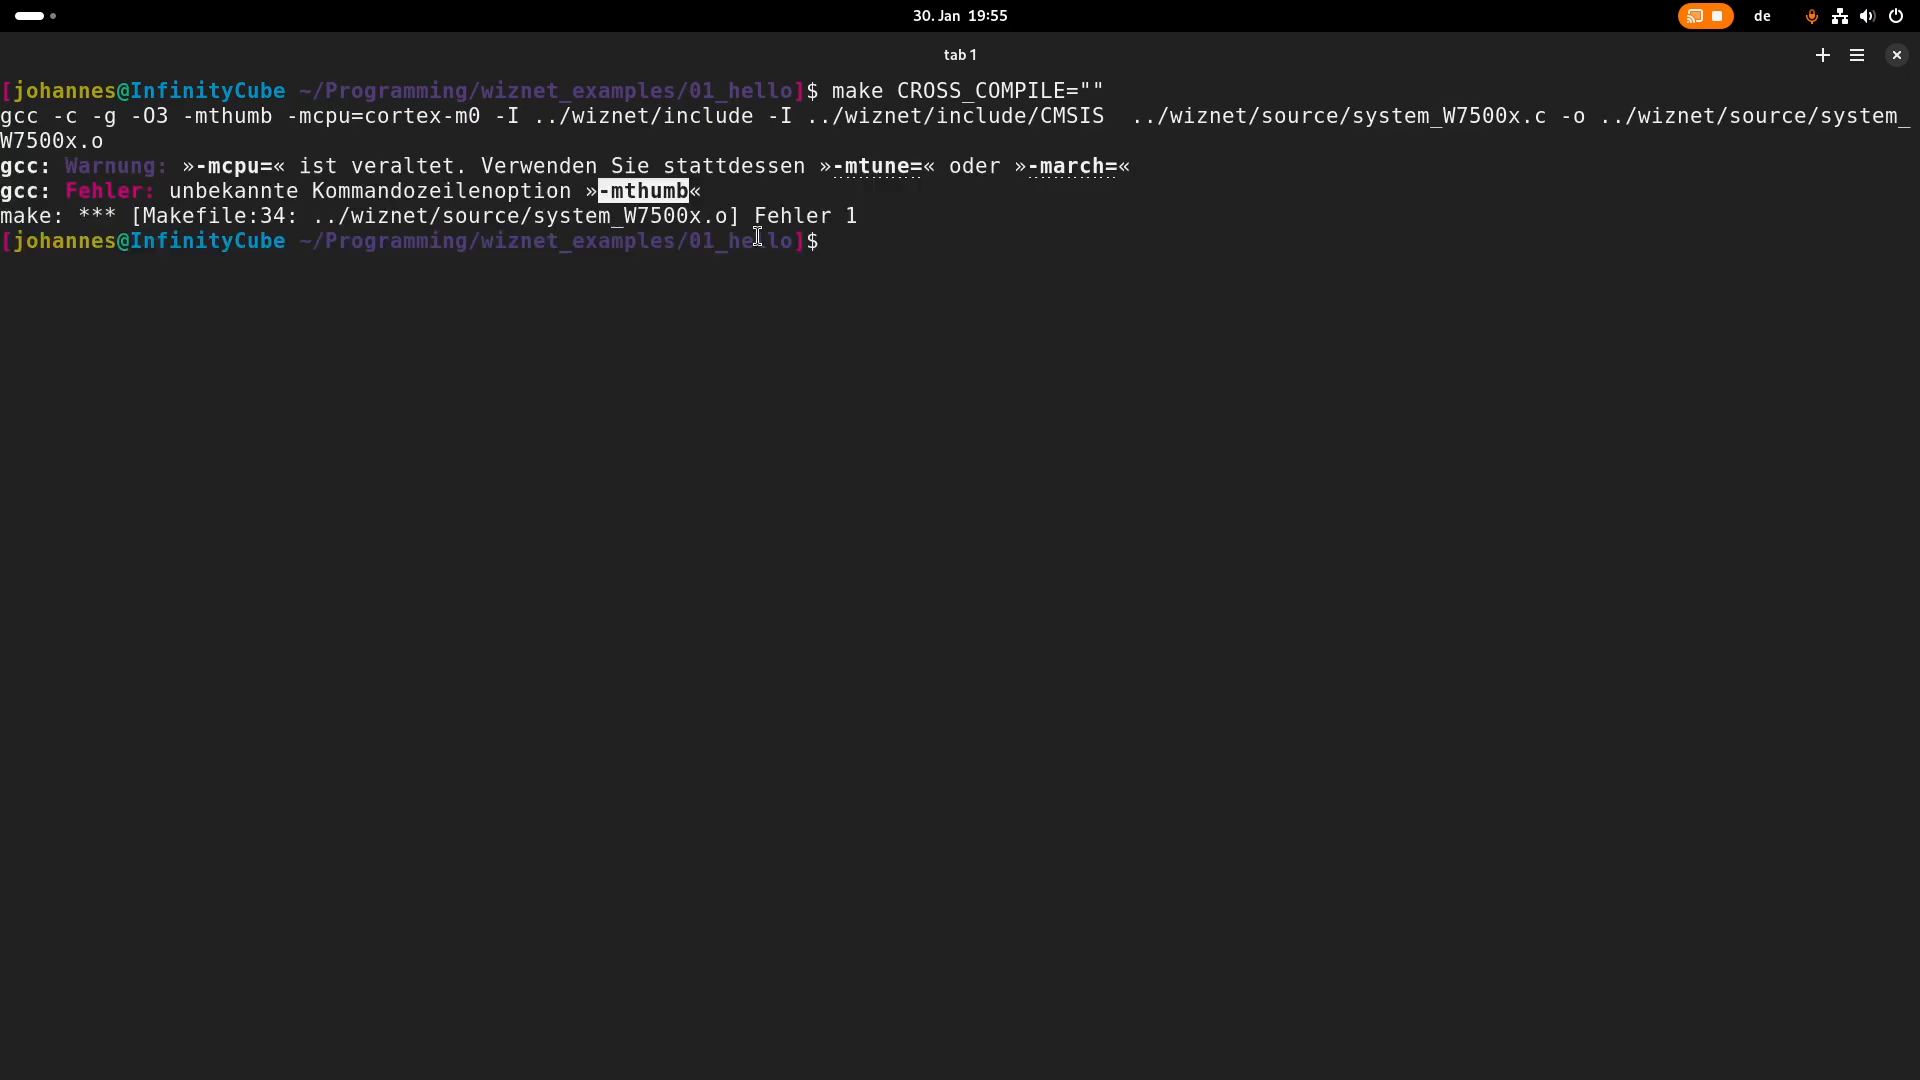 30. Jan 19:55
de
tab 1
[johannes@InfinityCube ~/Programming/wiznet_examples/01_hello]$ make CROSS_COMPILE=""
gcc -c -g -O3 -mthumb -mcpu=cortex-m0 -I ../wiznet/include -I ../wiznet/include/CMSIS  ../wiznet/source/system_W7500x.c -o ../wiznet/source/system_
W7500x.o
gcc: Warnung: »-mcpu=« ist veraltet. Verwenden Sie stattdessen »-mtune=« oder »-march=«
gcc: Fehler: unbekannte Kommandozeilenoption »-mthumb«
make: *** [Makefile:34: ../wiznet/source/system_W7500x.o] Fehler 1
[johannes@InfinityCube ~/Programming/wiznet_examples/01_hello]$